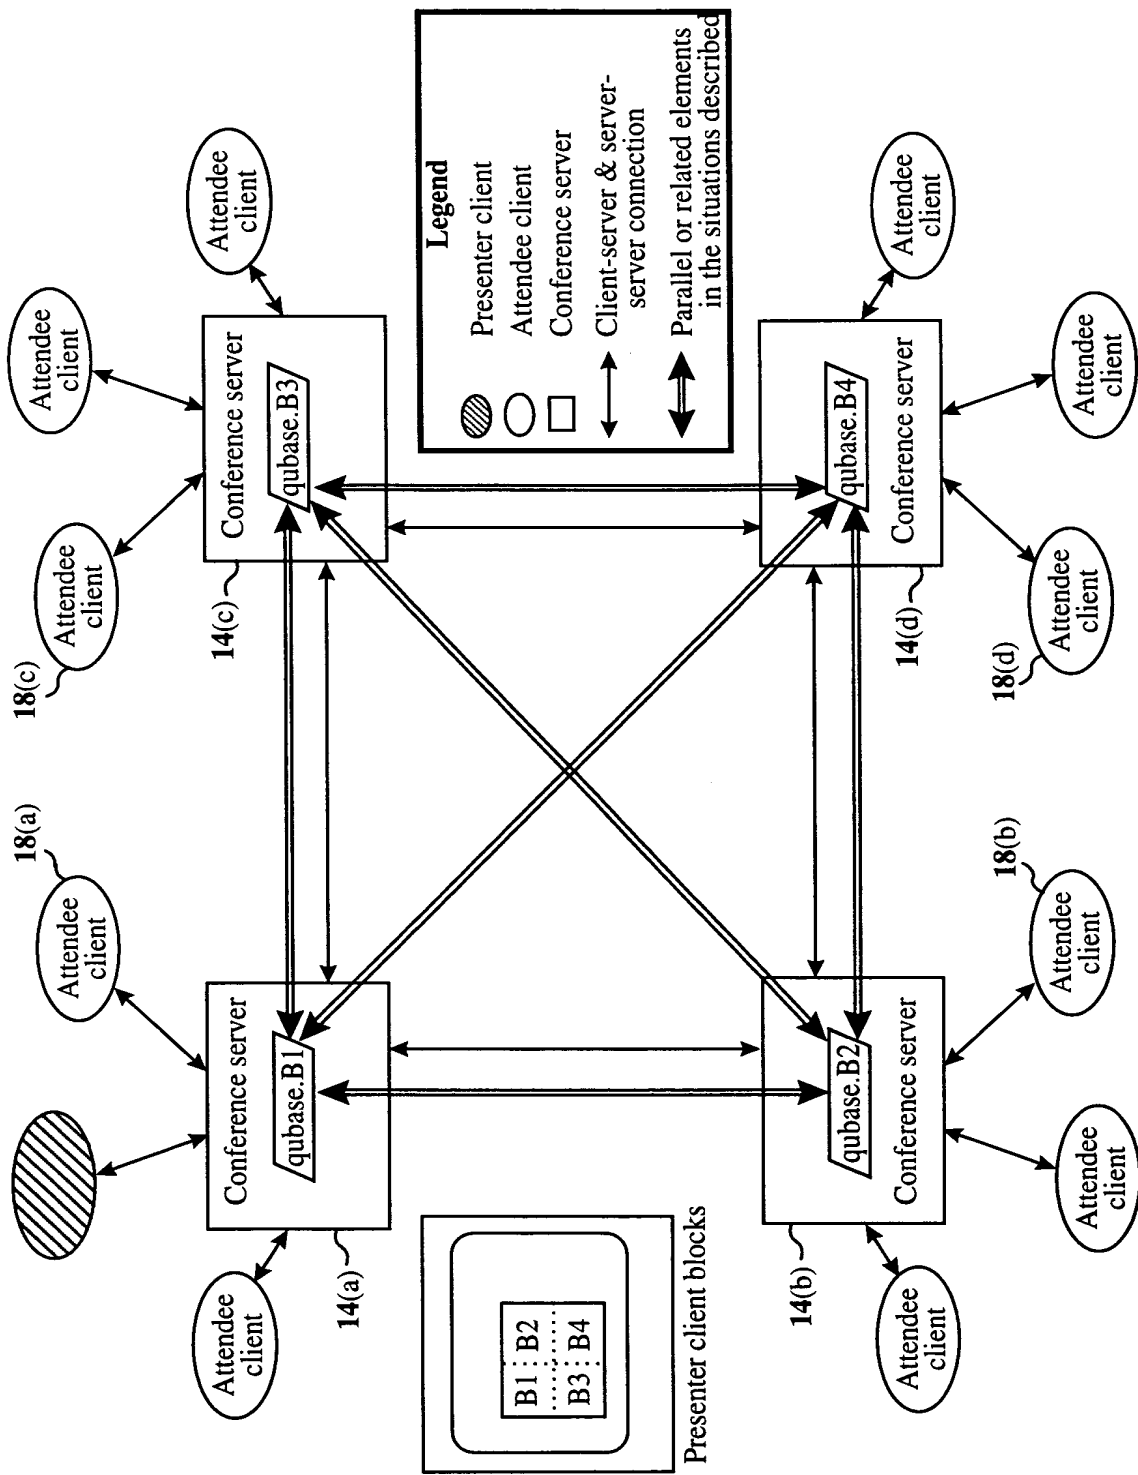 18(a)
18(c)
Attendee
client
Attendee
client
Attendee
client
Attendee
client
Conference server
qubase.B1
14(a)
Conference server
qubase.B3
14(c)
Attendee
client
Presenter client blocks
B1
B2
B3
B4
Legend
Presenter client
Attendee client
Conference server
Client-server & server-
server connection
Parallel or related elements
in the situations described
14(b)
qubase.B2
Conference server
14(d)
qubase.B4
Conference server
Attendee
client
Attendee
client
18(b)
Attendee
client
18(d)
Attendee
client
Attendee
client
Attendee
client